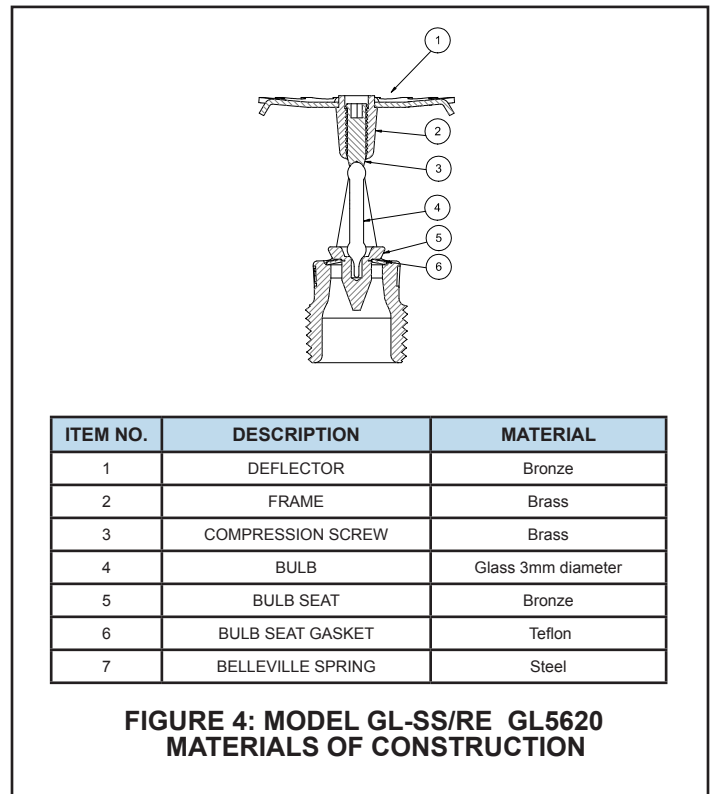 1
2
3
4
5
6
ITEM NO. DESCRIPTION MATERIAL
1 DEFLECTOR Bronze
2 FRAME Brass
3 COMPRESSION SCREW Brass
4 BULB Glass 3mm diameter
5 BULB SEAT Bronze
6 BULB SEAT GASKET Teflon
7 BELLEVILLE SPRING Steel
FIGURE 4: MODEL GL-SS/RE GL5620
MATERIALS OF CONSTRUCTION